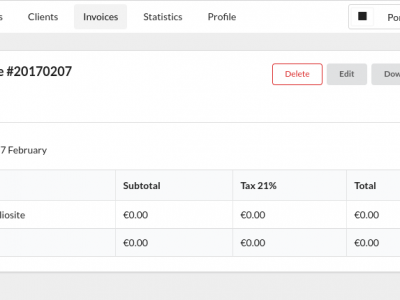 s Clients Invoices Statistics Profile Po
e #20170207 Delete Edit Dow
7 February
Subtotal Tax 21% Total
liosite €0.00 €0.00 €0.00
€0.00 €0.00 €0.00